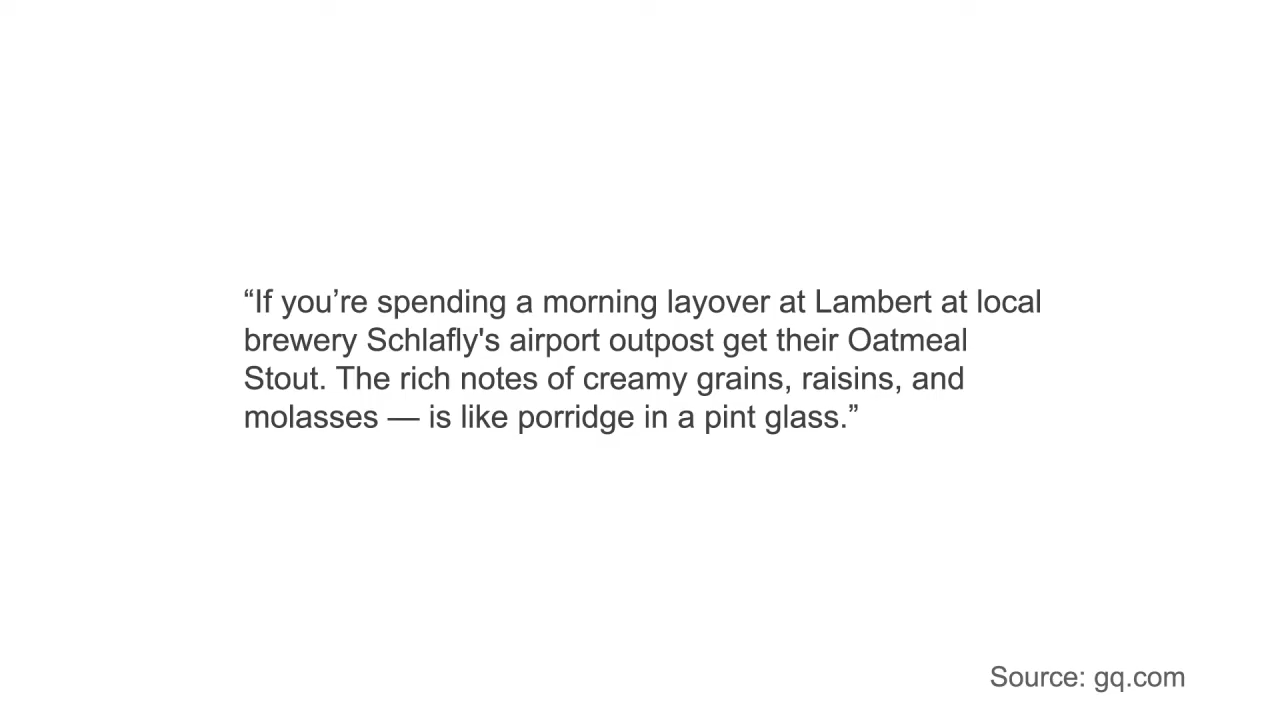 “If you’re spending a morning layover at Lambert at local
brewery Schlafly's airport outpost get their Oatmeal
Stout. The rich notes of creamy grains, raisins, and
molasses — is like porridge in a pint glass.”
Source: gq.com